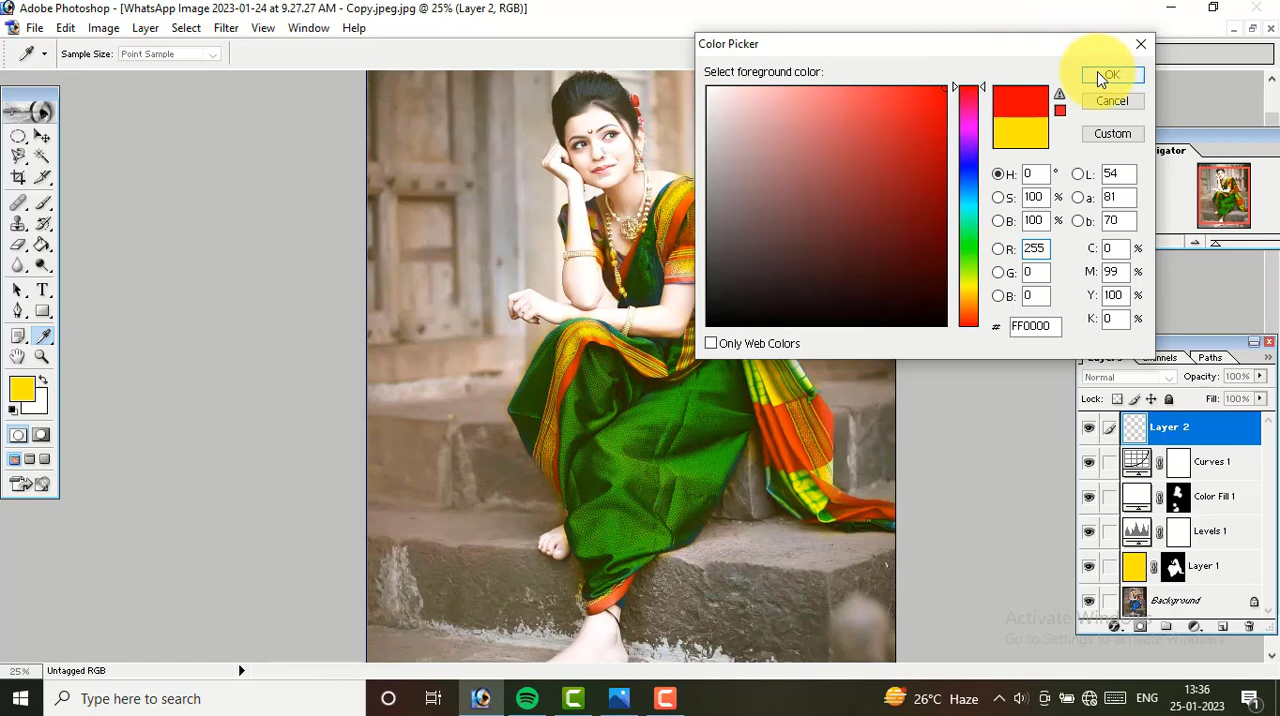 Adobe Photoshop - [WhatsApp Image 2023-01-24 at 9.27.27 AM - Copy.jpeg.jpg @ 25% (Layer 2, RGB)]
File Edit Image Layer Select Filter View Window Help
Sample Size: Point Sample
Color Picker
Select foreground color:
OK
Cancel
Custom
H: 0 ° L: 54
S: 100 % a: 81
B: 100 % b: 70
R: 255 C: 0 %
G: 0 M: 99 %
B: 0 Y: 100 %
# FF0000 K: 0 %
Only Web Colors
igator
Layers Channels Paths
Normal Opacity: 100%
Lock: Fill: 100%
Layer 2
Curves 1
Color Fill 1
Levels 1
Layer 1
Background
Activate Windows
Go to Settings to activate Windows.
25% Untagged RGB
Type here to search
26°C Haze
ENG
13:36
25-01-2023
1